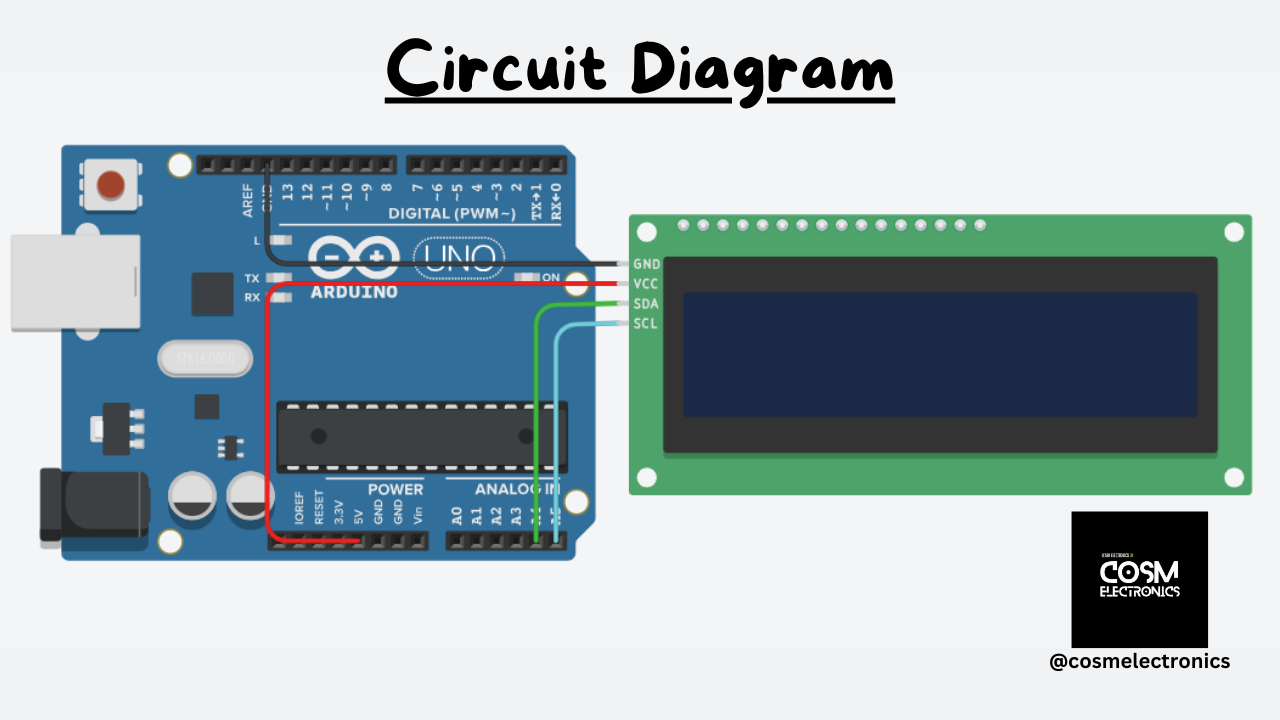 Circuit Diagram
AREF
GND
13
12
~11
~10
~9
8
7
~6
~5
4
~3
2
TX→1
RX←0
DIGITAL (PWM~)
L
TX
RX
UNO
ON
ARDUINO
GND
VCC
SDA
SCL
SPK16.000G
POWER
ANALOG IN
IOREF
RESET
3.3V
5V
GND
GND
Vin
A0
A1
A2
A3
A4
A5
COSM
ELECTRONICS
@cosmelectronics